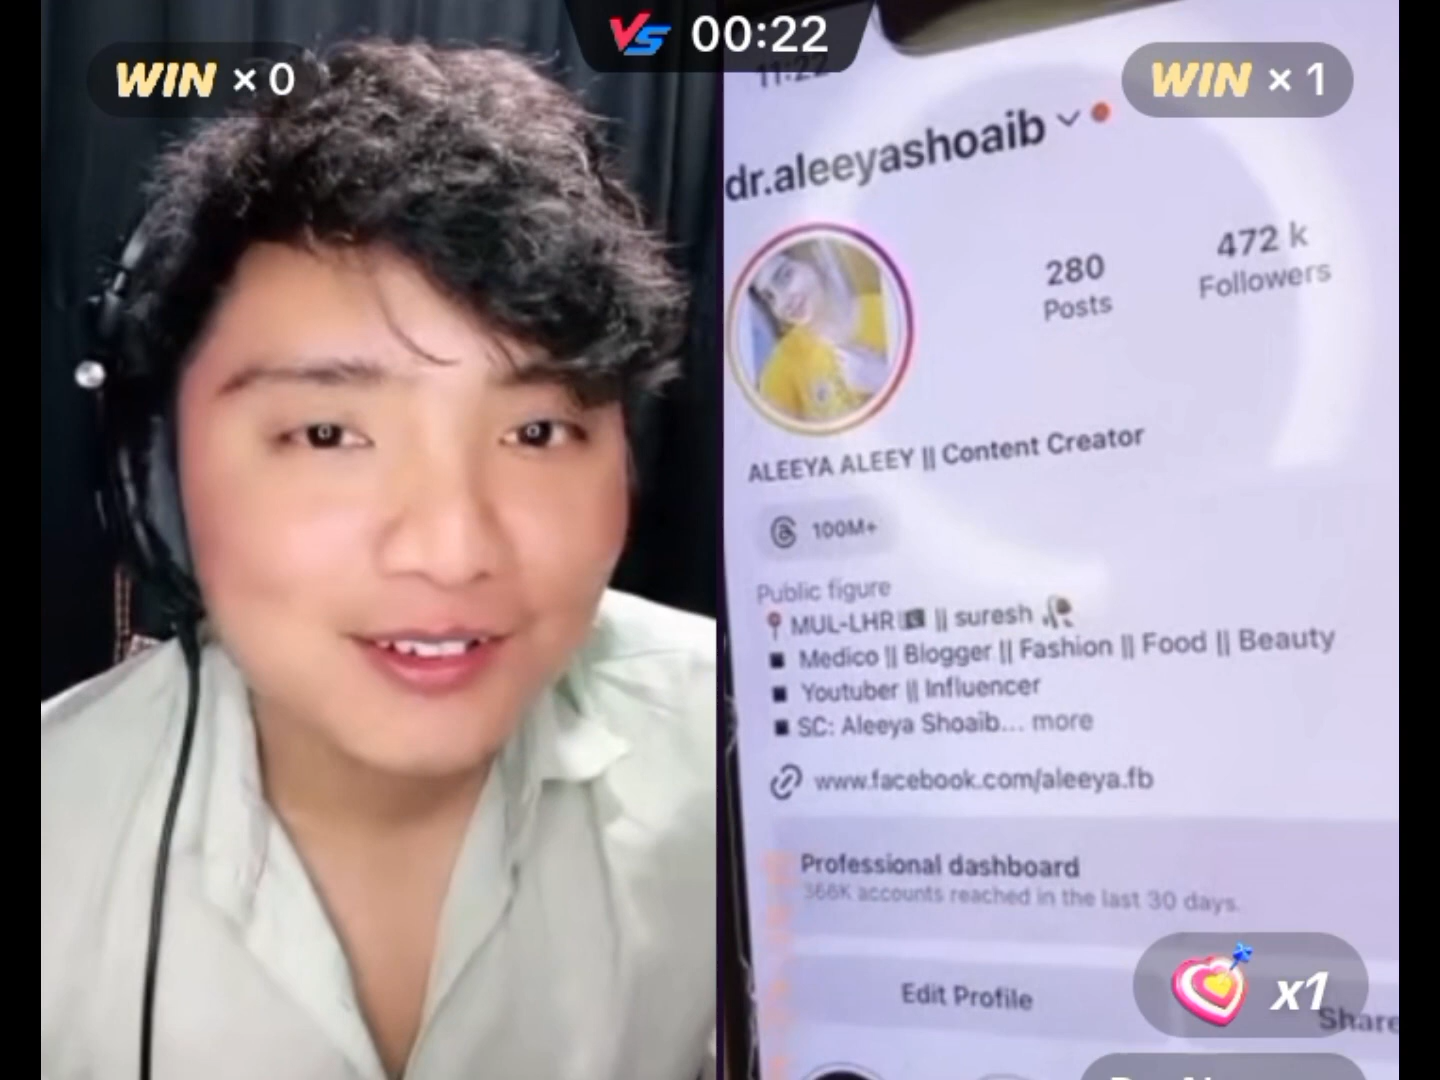 WIN × 0
VS 00:22
WIN × 1
11:22
dr.aleeyashoaib
280
Posts
472 k
Followers
ALEEYA ALEEY || Content Creator
100M+
Public figure
MUL-LHR || suresh
Medico || Blogger || Fashion || Food || Beauty
Youtuber || Influencer
SC: Aleeya Shoaib... more
www.facebook.com/aleeya.fb
Professional dashboard
366K accounts reached in the last 30 days.
Edit Profile
Share
x1